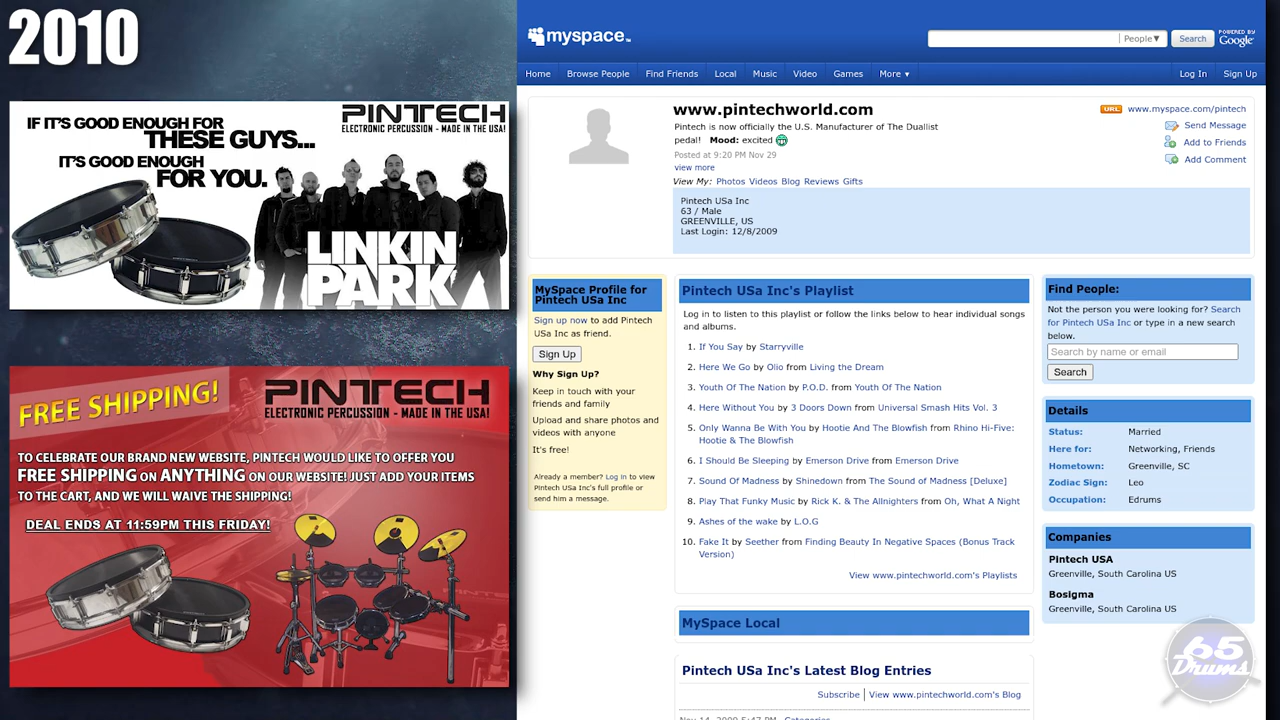 2010
IF IT'S GOOD ENOUGH FOR
THESE GUYS...
IT'S GOOD ENOUGH
FOR YOU.
PINTECH
ELECTRONIC PERCUSSION - MADE IN THE USA!
LINKIN
PARK
FREE SHIPPING!
PINTECH
ELECTRONIC PERCUSSION - MADE IN THE USA!
TO CELEBRATE OUR BRAND NEW WEBSITE, PINTECH WOULD LIKE TO OFFER YOU
FREE SHIPPING ON ANYTHING ON OUR WEBSITE! JUST ADD YOUR ITEMS
TO THE CART, AND WE WILL WAIVE THE SHIPPING!
DEAL ENDS AT 11:59PM THIS FRIDAY!
myspace™
People▼
Search
POWERED BY
Google™
Home Browse People Find Friends Local Music Video Games More ▼ Log In Sign Up
www.pintechworld.com
Pintech is now officially the U.S. Manufacturer of The Duallist
pedal! Mood: excited
Posted at 9:20 PM Nov 29
view more
View My: Photos Videos Blog Reviews Gifts
Pintech USa Inc
63 / Male
GREENVILLE, US
Last Login: 12/8/2009
URL www.myspace.com/pintech
Send Message
Add to Friends
Add Comment
MySpace Profile for
Pintech USa Inc
Sign up now to add Pintech
USa Inc as friend.
Sign Up
Why Sign Up?
Keep in touch with your
friends and family
Upload and share photos and
videos with anyone
It's free!
Already a member? Log In to view
Pintech USa Inc's full profile or
send him a message.
Pintech USa Inc's Playlist
Log in to listen to this playlist or follow the links below to hear individual songs
and albums.
1. If You Say by Starryville
2. Here We Go by Olio from Living the Dream
3. Youth Of The Nation by P.O.D. from Youth Of The Nation
4. Here Without You by 3 Doors Down from Universal Smash Hits Vol. 3
5. Only Wanna Be With You by Hootie And The Blowfish from Rhino Hi-Five:
Hootie & The Blowfish
6. I Should Be Sleeping by Emerson Drive from Emerson Drive
7. Sound Of Madness by Shinedown from The Sound of Madness [Deluxe]
8. Play That Funky Music by Rick K. & The Allnighters from Oh, What A Night
9. Ashes of the wake by L.O.G
10. Fake It by Seether from Finding Beauty In Negative Spaces (Bonus Track
Version)
View www.pintechworld.com's Playlists
MySpace Local
Pintech USa Inc's Latest Blog Entries
Subscribe | View www.pintechworld.com's Blog
Nov 14, 2009 5:47 PM Categories
Find People:
Not the person you were looking for? Search
for Pintech USa Inc or type in a new search
below.
Search by name or email
Search
Details
Status: Married
Here for: Networking, Friends
Hometown: Greenville, SC
Zodiac Sign: Leo
Occupation: Edrums
Companies
Pintech USA
Greenville, South Carolina US
Bosigma
Greenville, South Carolina US
65
Drums